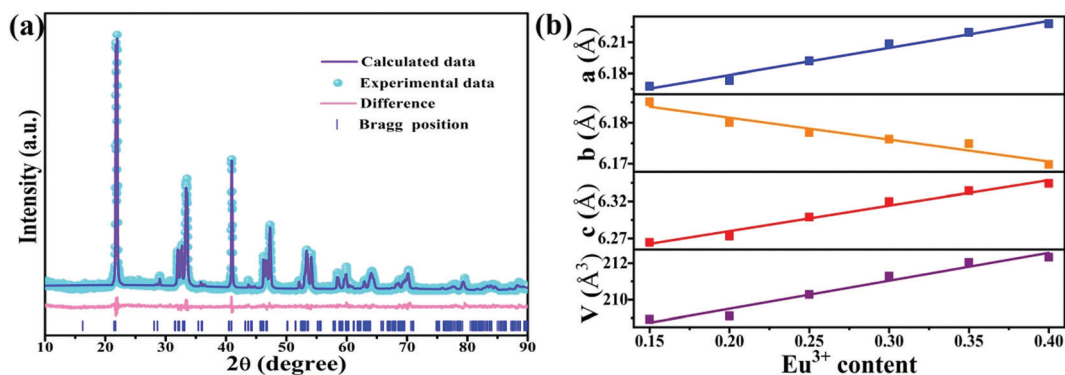 (a)
Calculated data
Experimental data
Difference
Bragg position
Intensity (a.u.)
10 20 30 40 50 60 70 80 90
2θ (degree)
(b)
a (Å)
6.21
6.18
b (Å)
6.18
6.17
c (Å)
6.32
6.27
V (Å³)
212
210
0.15 0.20 0.25 0.30 0.35 0.40
Eu³⁺ content